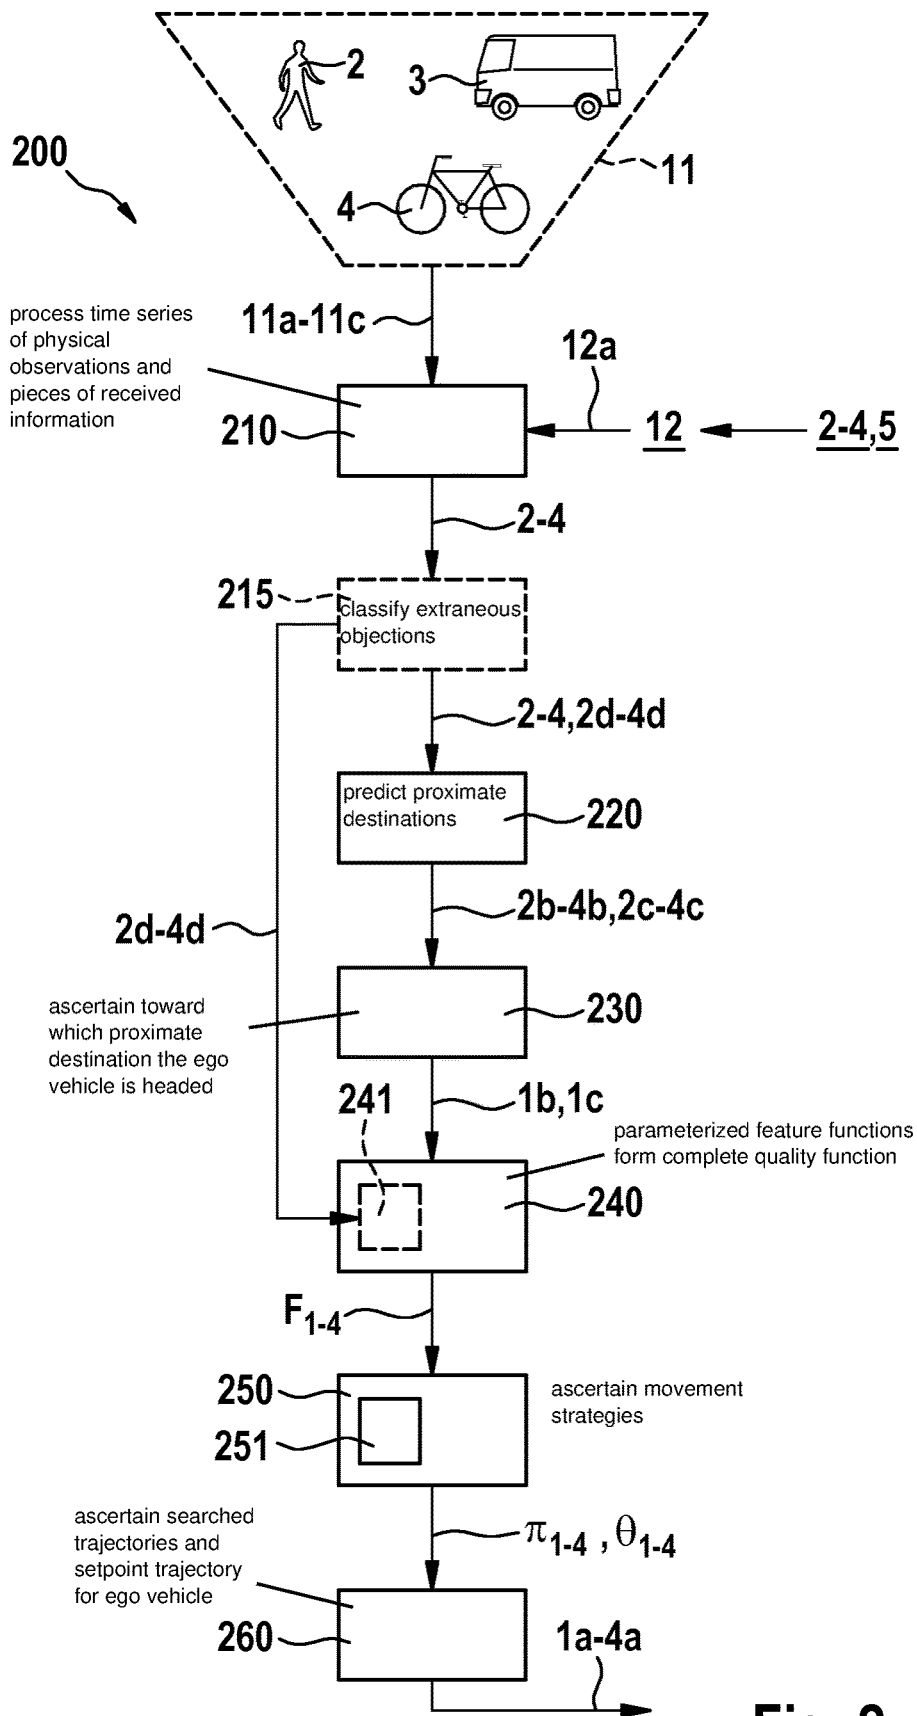 2
3
200
11
4
process time series
of physical
observations and
pieces of received
information
11a-11c
12a
210
12
2-4,5
2-4
215
classify extraneous
objections
2-4,2d-4d
predict proximate
destinations
220
2b-4b,2c-4c
2d-4d
ascertain toward
which proximate
destination the ego
vehicle is headed
230
241
1b,1c
parameterized feature functions
form complete quality function
240
F1-4
250
ascertain movement
strategies
251
ascertain searched
trajectories and
setpoint trajectory
for ego vehicle
π1-4 ,θ1-4
260
1a-4a